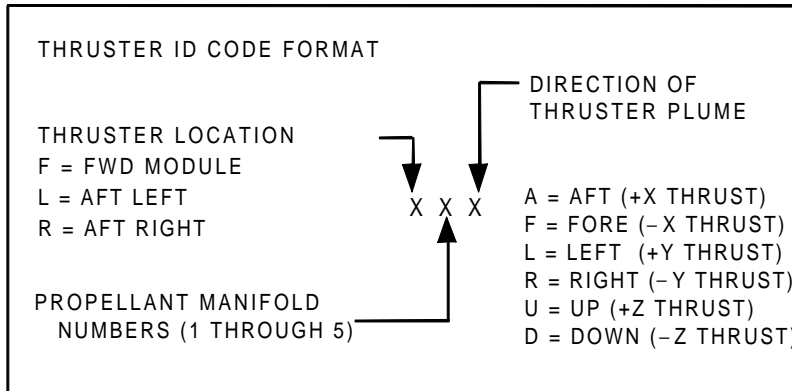 THRUSTER ID CODE FORMAT
DIRECTION OF
THRUSTER PLUME
THRUSTER LOCATION
F = FWD MODULE
L = AFT LEFT
R = AFT RIGHT
X X X
A = AFT (+X THRUST)
F = FORE (–X THRUST)
L = LEFT (+Y THRUST)
R = RIGHT (–Y THRUST)
U = UP (+Z THRUST)
D = DOWN (–Z THRUST)
PROPELLANT MANIFOLD
NUMBERS (1 THROUGH 5)